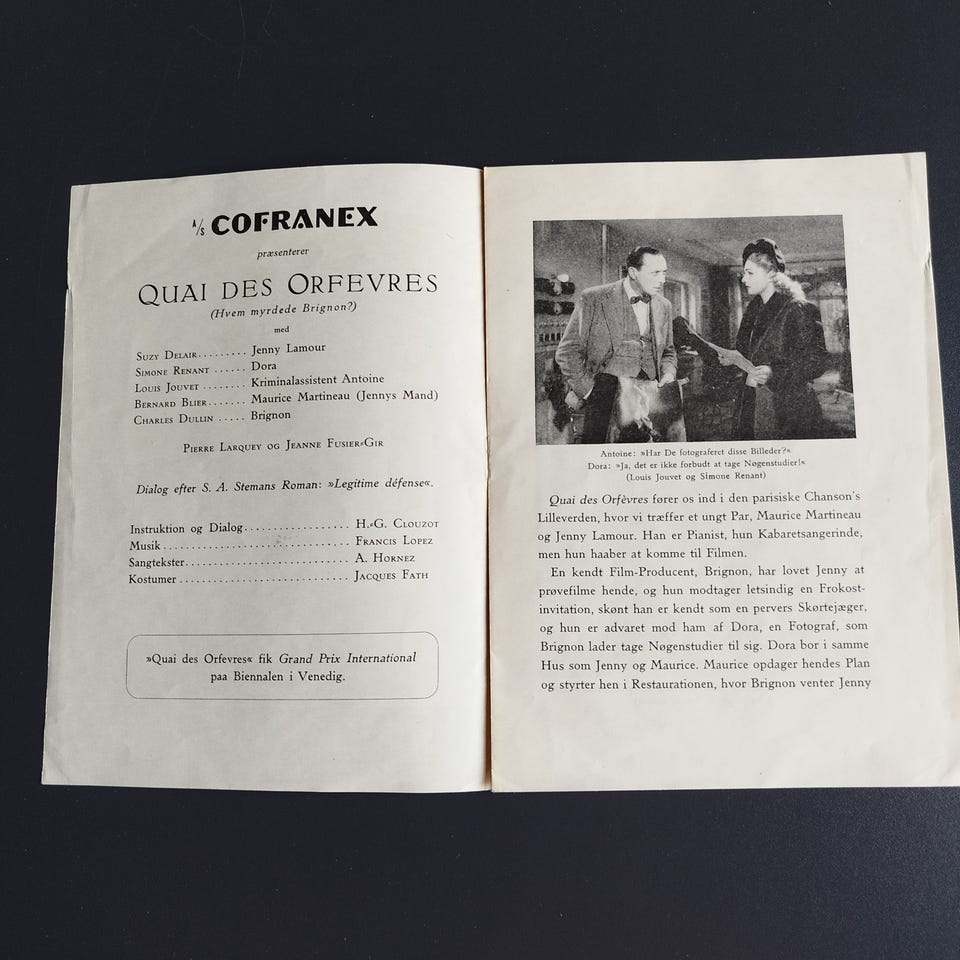 A/S COFRANEX
præsenterer
QUAI DES ORFEVRES
(Hvem myrdede Brignon?)
med
SUZY DELAIR......... Jenny Lamour
SIMONE RENANT ...... Dora
LOUIS JOUVET ........ Kriminalassistent Antoine
BERNARD BLIER....... Maurice Martineau (Jennys Mand)
CHARLES DULLIN ..... Brignon
PIERRE LARQUEY OG JEANNE FUSIER-GIR
Dialog efter S. A. Stemans Roman: »Legitime défense«.
Instruktion og Dialog.................. H.-G. CLOUZOT
Musik................................ FRANCIS LOPEZ
Sangtekster............................ A. HORNEZ
Kostumer ............................. JACQUES FATH
»Quai des Orfevres« fik Grand Prix International
paa Biennalen i Venedig.
Antoine: »Har De fotograferet disse Billeder?«
Dora: »Ja, det er ikke forbudt at tage Nøgenstudier!«
(Louis Jouvet og Simone Renant)
Quai des Orfèvres fører os ind i den parisiske Chanson's
Lilleverden, hvor vi træffer et ungt Par, Maurice Martineau
og Jenny Lamour. Han er Pianist, hun Kabaretsangerinde,
men hun haaber at komme til Filmen.
En kendt Film-Producent, Brignon, har lovet Jenny at
prøvefilme hende, og hun modtager letsindig en Frokost-
invitation, skønt han er kendt som en pervers Skørtejæger,
og hun er advaret mod ham af Dora, en Fotograf, som
Brignon lader tage Nøgenstudier til sig. Dora bor i samme
Hus som Jenny og Maurice. Maurice opdager hendes Plan
og styrter hen i Restaurationen, hvor Brignon venter Jenny